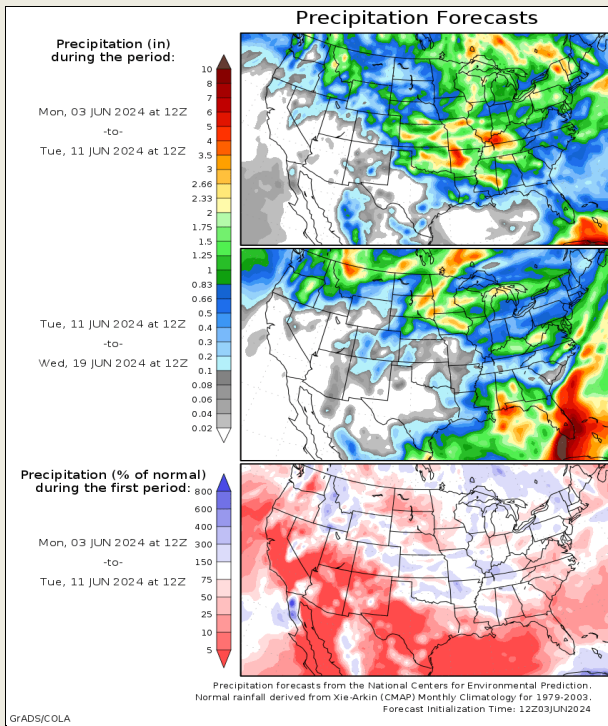 Precipitation Forecasts
Precipitation (in)
during the period:
Mon, 03 JUN 2024 at 12Z
-to-
Tue, 11 JUN 2024 at 12Z
10
8
7
6
5
4
3.5
3
2.66
2.33
2
1.75
1.5
1.25
1
0.83
0.66
0.5
0.4
0.3
0.2
0.1
0.08
0.06
0.04
0.02
Tue, 11 JUN 2024 at 12Z
-to-
Wed, 19 JUN 2024 at 12Z
Precipitation (% of normal)
during the first period:
Mon, 03 JUN 2024 at 12Z
-to-
Tue, 11 JUN 2024 at 12Z
800
600
400
300
150
75
50
25
10
5
Precipitation forecasts from the National Centers for Environmental Prediction.
Normal rainfall derived from Xie-Arkin (CMAP) Monthly Climatology for 1979-2003.
Forecast Initialization Time: 12Z03JUN2024
GrADS/COLA